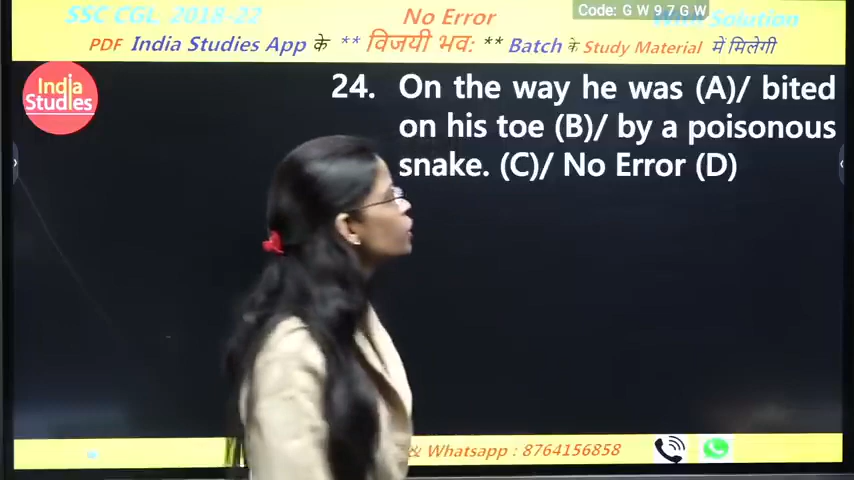 SSC CGL 2018-22
No Error
Code: G W 9 7 G W
With Solution
PDF India Studies App के ** विजयी भव: ** Batch के Study Material में मिलेगी
India
Studies
24. On the way he was (A)/ bited
on his toe (B)/ by a poisonous
snake. (C)/ No Error (D)
& Whatsapp : 8764156858